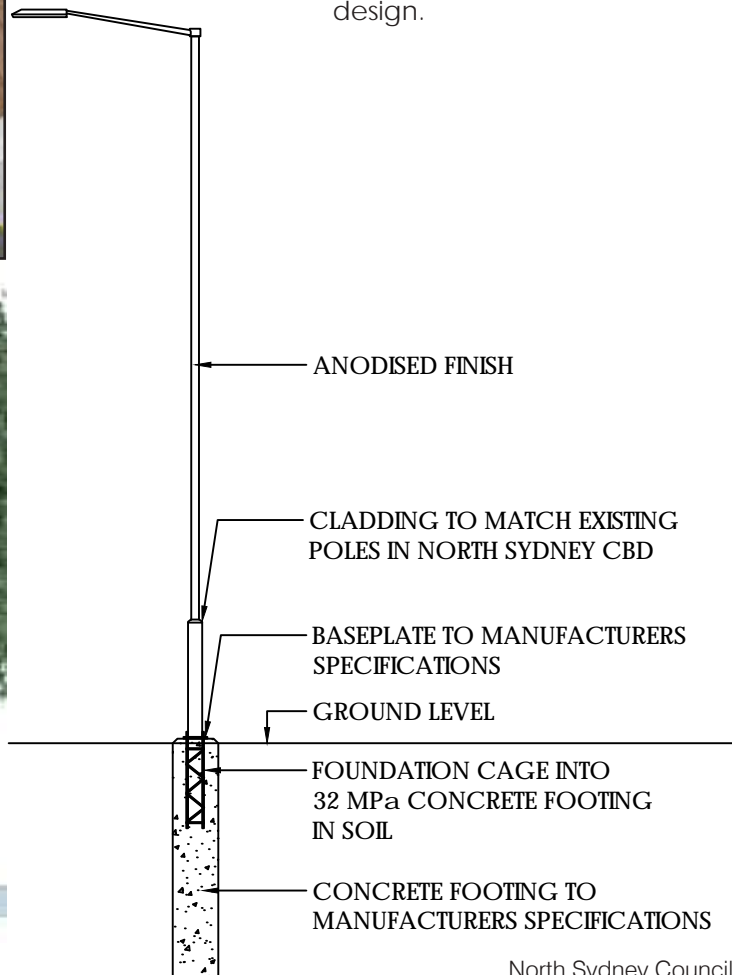 design.
ANODISED FINISH
CLADDING TO MATCH EXISTING
POLES IN NORTH SYDNEY CBD
BASEPLATE TO MANUFACTURERS
SPECIFICATIONS
GROUND LEVEL
FOUNDATION CAGE INTO
32 MPa CONCRETE FOOTING
IN SOIL
CONCRETE FOOTING TO
MANUFACTURERS SPECIFICATIONS
North Sydney Council